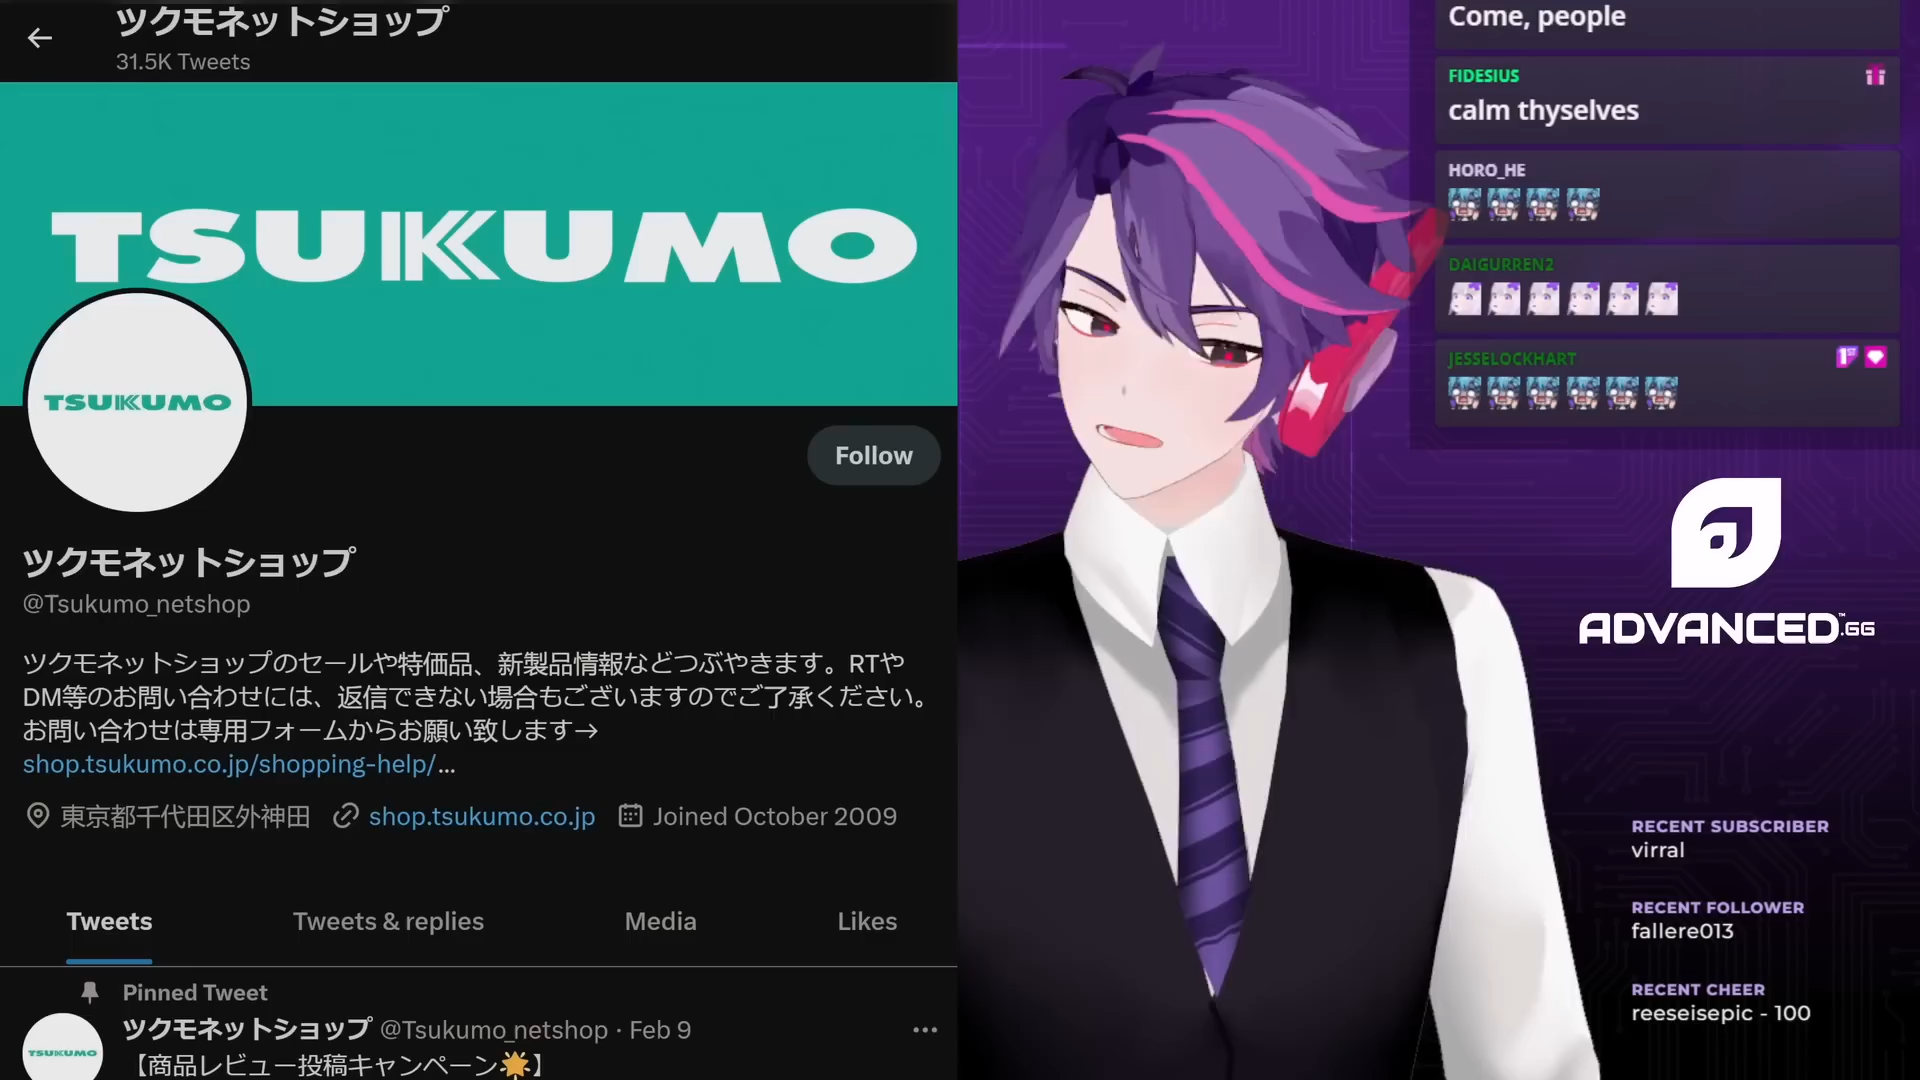 ツクモネットショップ
31.5K Tweets
TSUKUMO
TSUKUMO
Follow
ツクモネットショップ
@Tsukumo_netshop
ツクモネットショップのセールや特価品、新製品情報などつぶやきます。RTや
DM等のお問い合わせには、返信できない場合もございますのでご了承ください。
お問い合わせは専用フォームからお願い致します→
shop.tsukumo.co.jp/shopping-help/…
東京都千代田区外神田 shop.tsukumo.co.jp Joined October 2009
Tweets Tweets & replies Media Likes
Pinned Tweet
ツクモネットショップ @Tsukumo_netshop · Feb 9
TSUKUMO
【商品レビュー投稿キャンペーン🌟】
Come, people
FIDESIUS
calm thyselves
HORO_HE
DAIGURREN2
JESSELOCKHART
1ST
ADVANCED™.GG
RECENT SUBSCRIBER
virral
RECENT FOLLOWER
fallere013
RECENT CHEER
reeseisepic - 100